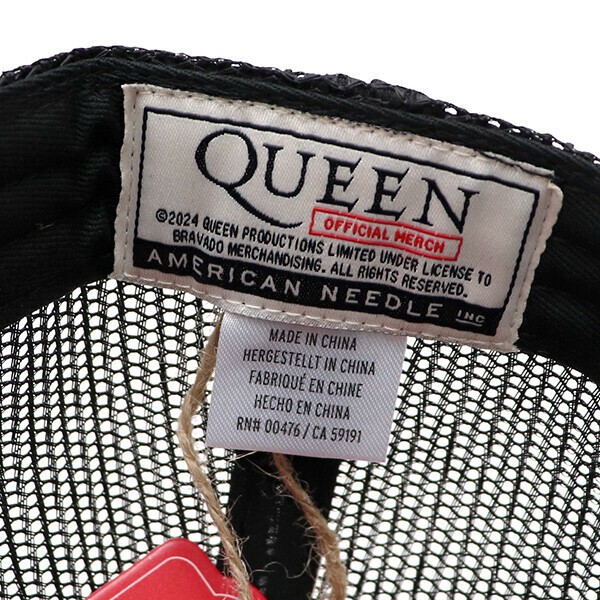 QUEEN
OFFICIAL MERCH
©2024 QUEEN PRODUCTIONS LIMITED UNDER LICENSE TO
BRAVADO MERCHANDISING. ALL RIGHTS RESERVED.
AMERICAN NEEDLE INC
MADE IN CHINA
HERGESTELLT IN CHINA
FABRIQUÉ EN CHINE
HECHO EN CHINA
RN# 00476 / CA 59191